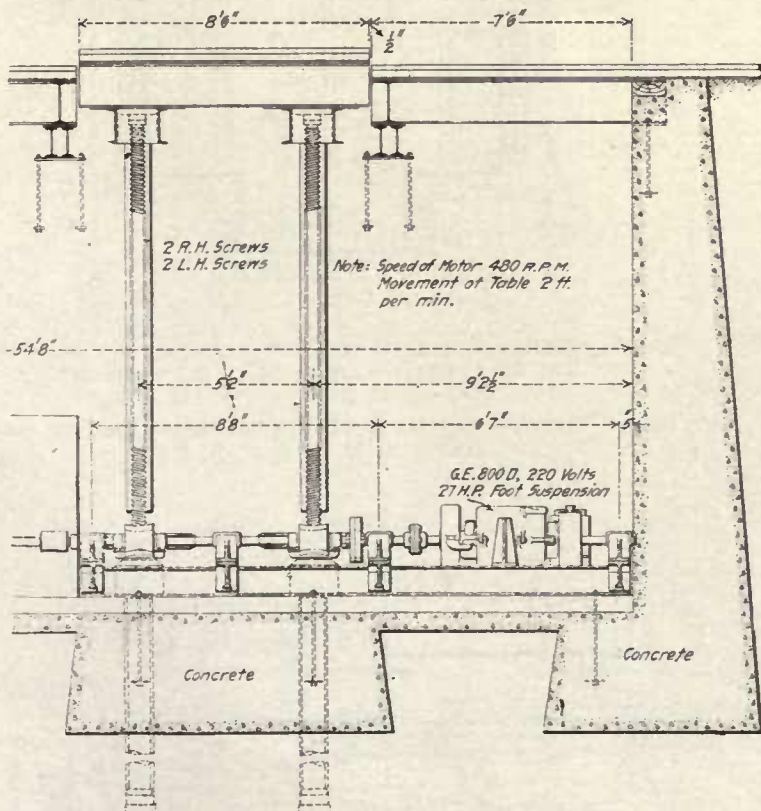 8'6"
7'6"
1/2"
2 R.H. Screws
2 L.H. Screws
Note: Speed of Motor 480 R.P.M.
Movement of Table 2 ft.
per min.
54'8"
5'2"
9'2½"
8'8"
6'7"
5"
G.E. 800 D, 220 Volts
27 H.P. Foot Suspension
Concrete
Concrete